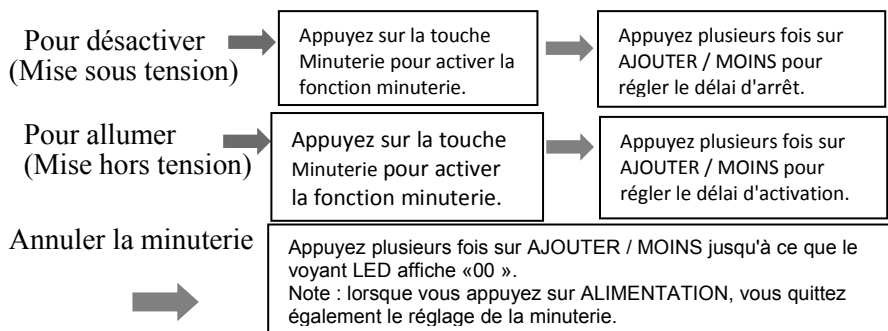 Pour désactiver
(Mise sous tension)
Appuyez sur la touche
Minuterie pour activer la
fonction minuterie.
Appuyez plusieurs fois sur
AJOUTER / MOINS pour
régler le délai d'arrêt.
Pour allumer
(Mise hors tension)
Appuyez sur la touche
Minuterie pour activer
la fonction minuterie.
Appuyez plusieurs fois sur
AJOUTER / MOINS pour
régler le délai d'activation.
Annuler la minuterie
Appuyez plusieurs fois sur AJOUTER / MOINS jusqu'à ce que le
voyant LED affiche «00 ».
Note : lorsque vous appuyez sur ALIMENTATION, vous quittez
également le réglage de la minuterie.